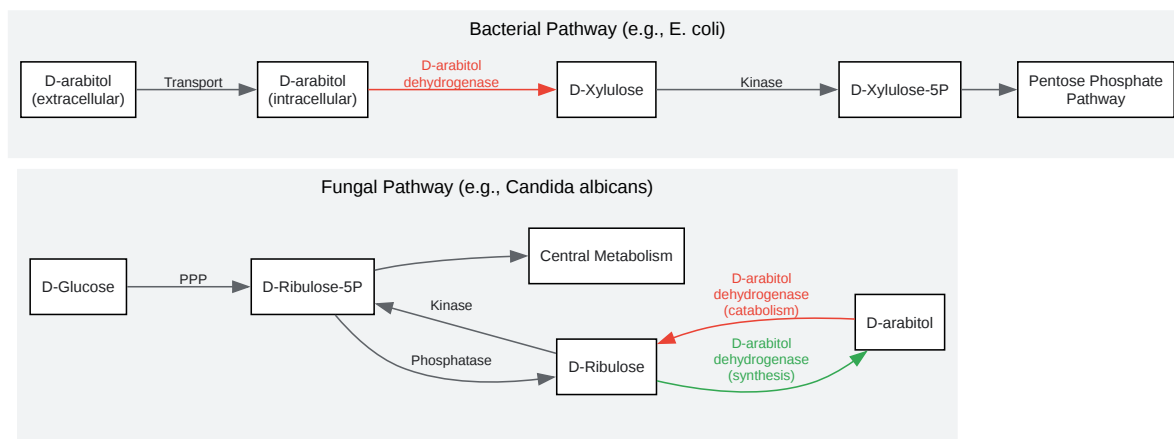 Bacterial Pathway (e.g., E. coli)
D-arabitol
(extracellular)
Transport
D-arabitol
(intracellular)
D-arabitol
dehydrogenase
D-Xylulose
Kinase
D-Xylulose-5P
Pentose Phosphate
Pathway
Fungal Pathway (e.g., Candida albicans)
D-Glucose
PPP
D-Ribulose-5P
Central Metabolism
Kinase
Phosphatase
D-Ribulose
D-arabitol
dehydrogenase
(catabolism)
D-arabitol
dehydrogenase
(synthesis)
D-arabitol